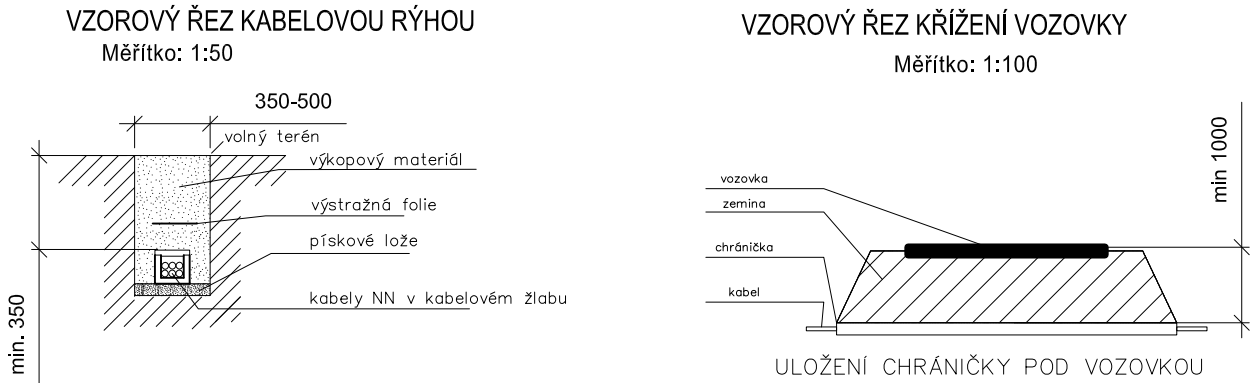 VZOROVÝ ŘEZ KABELOVOU RÝHOU
Měřítko: 1:50
350-500
volný terén
výkopový materiál
výstražná folie
pískové lože
kabely NN v kabelovém žlabu
min. 350
VZOROVÝ ŘEZ KŘÍŽENÍ VOZOVKY
Měřítko: 1:100
min 1000
vozovka
zemina
chránička
kabel
ULOŽENÍ CHRÁNIČKY POD VOZOVKOU